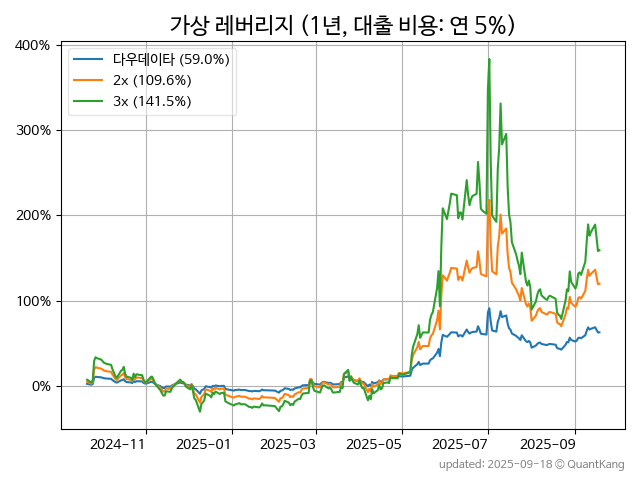 가상 레버리지 (1년, 대출 비용: 연 5%)
다우데이타 (59.0%)
2x (109.6%)
3x (141.5%)
400%
300%
200%
100%
0%
2024-11
2025-01
2025-03
2025-05
2025-07
2025-09
updated: 2025-09-18 © QuantKang